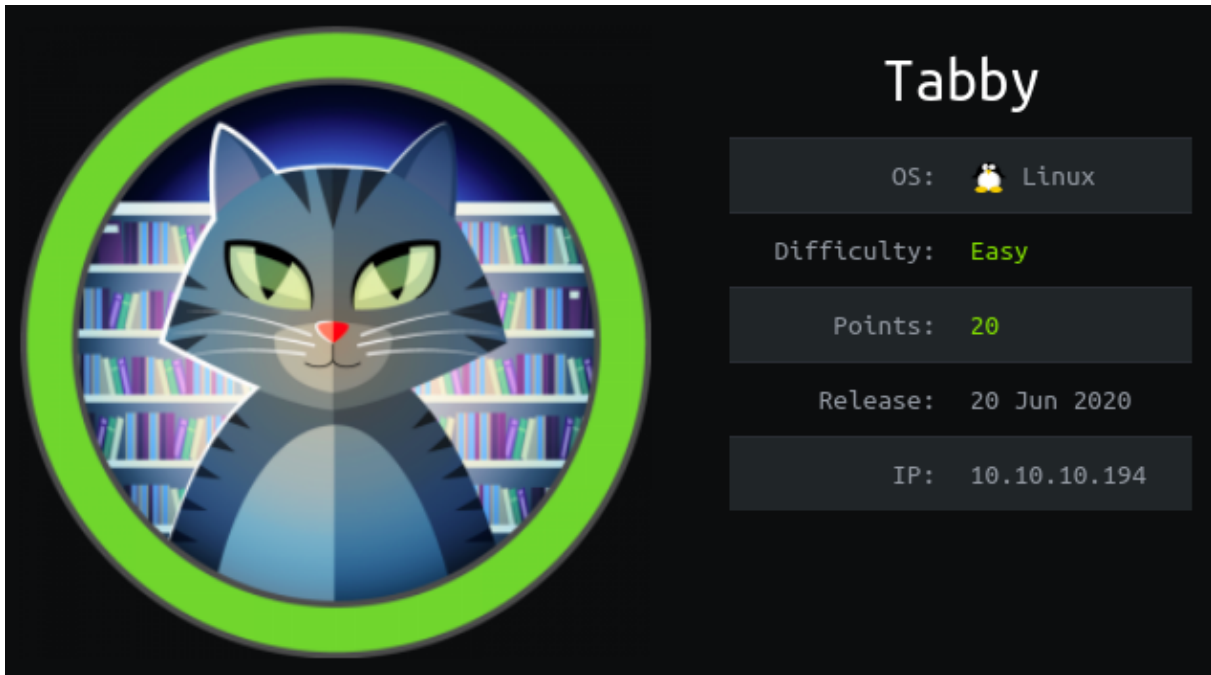 Tabby
OS: Linux
Difficulty: Easy
Points: 20
Release: 20 Jun 2020
IP: 10.10.10.194